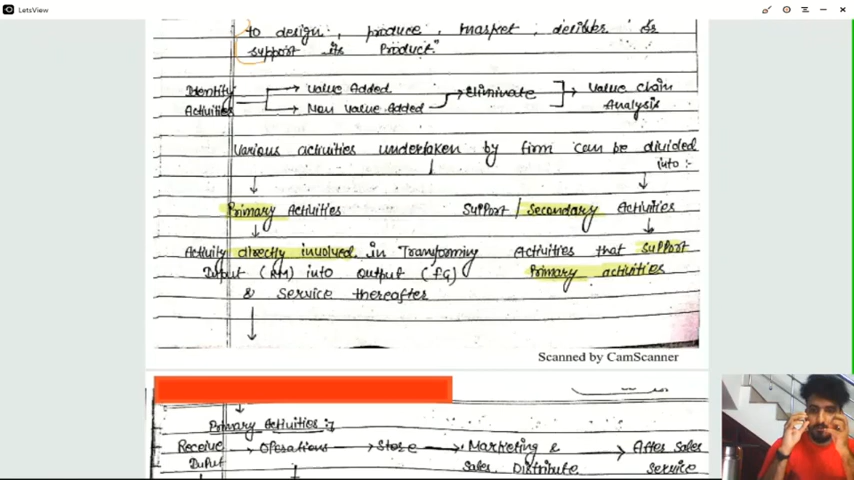 LetsView
to design, produce, market, delibes or
support its Product"
Identity → Value Added → Eliminate → Value chain
Activities → Non Value Added Analysis
Various activities undertaken by firm can be divided
into :-
Primary Activities Support / Secondary Activities
Activity directly involved in Transforming Activities that support
Input (RM) into output (FG) Primary activities
& Service thereafter
Scanned by CamScanner
Primary Activities :-
Receive → Operations → Store → Marketing & → After Sales
Input Sales, Distribute Service